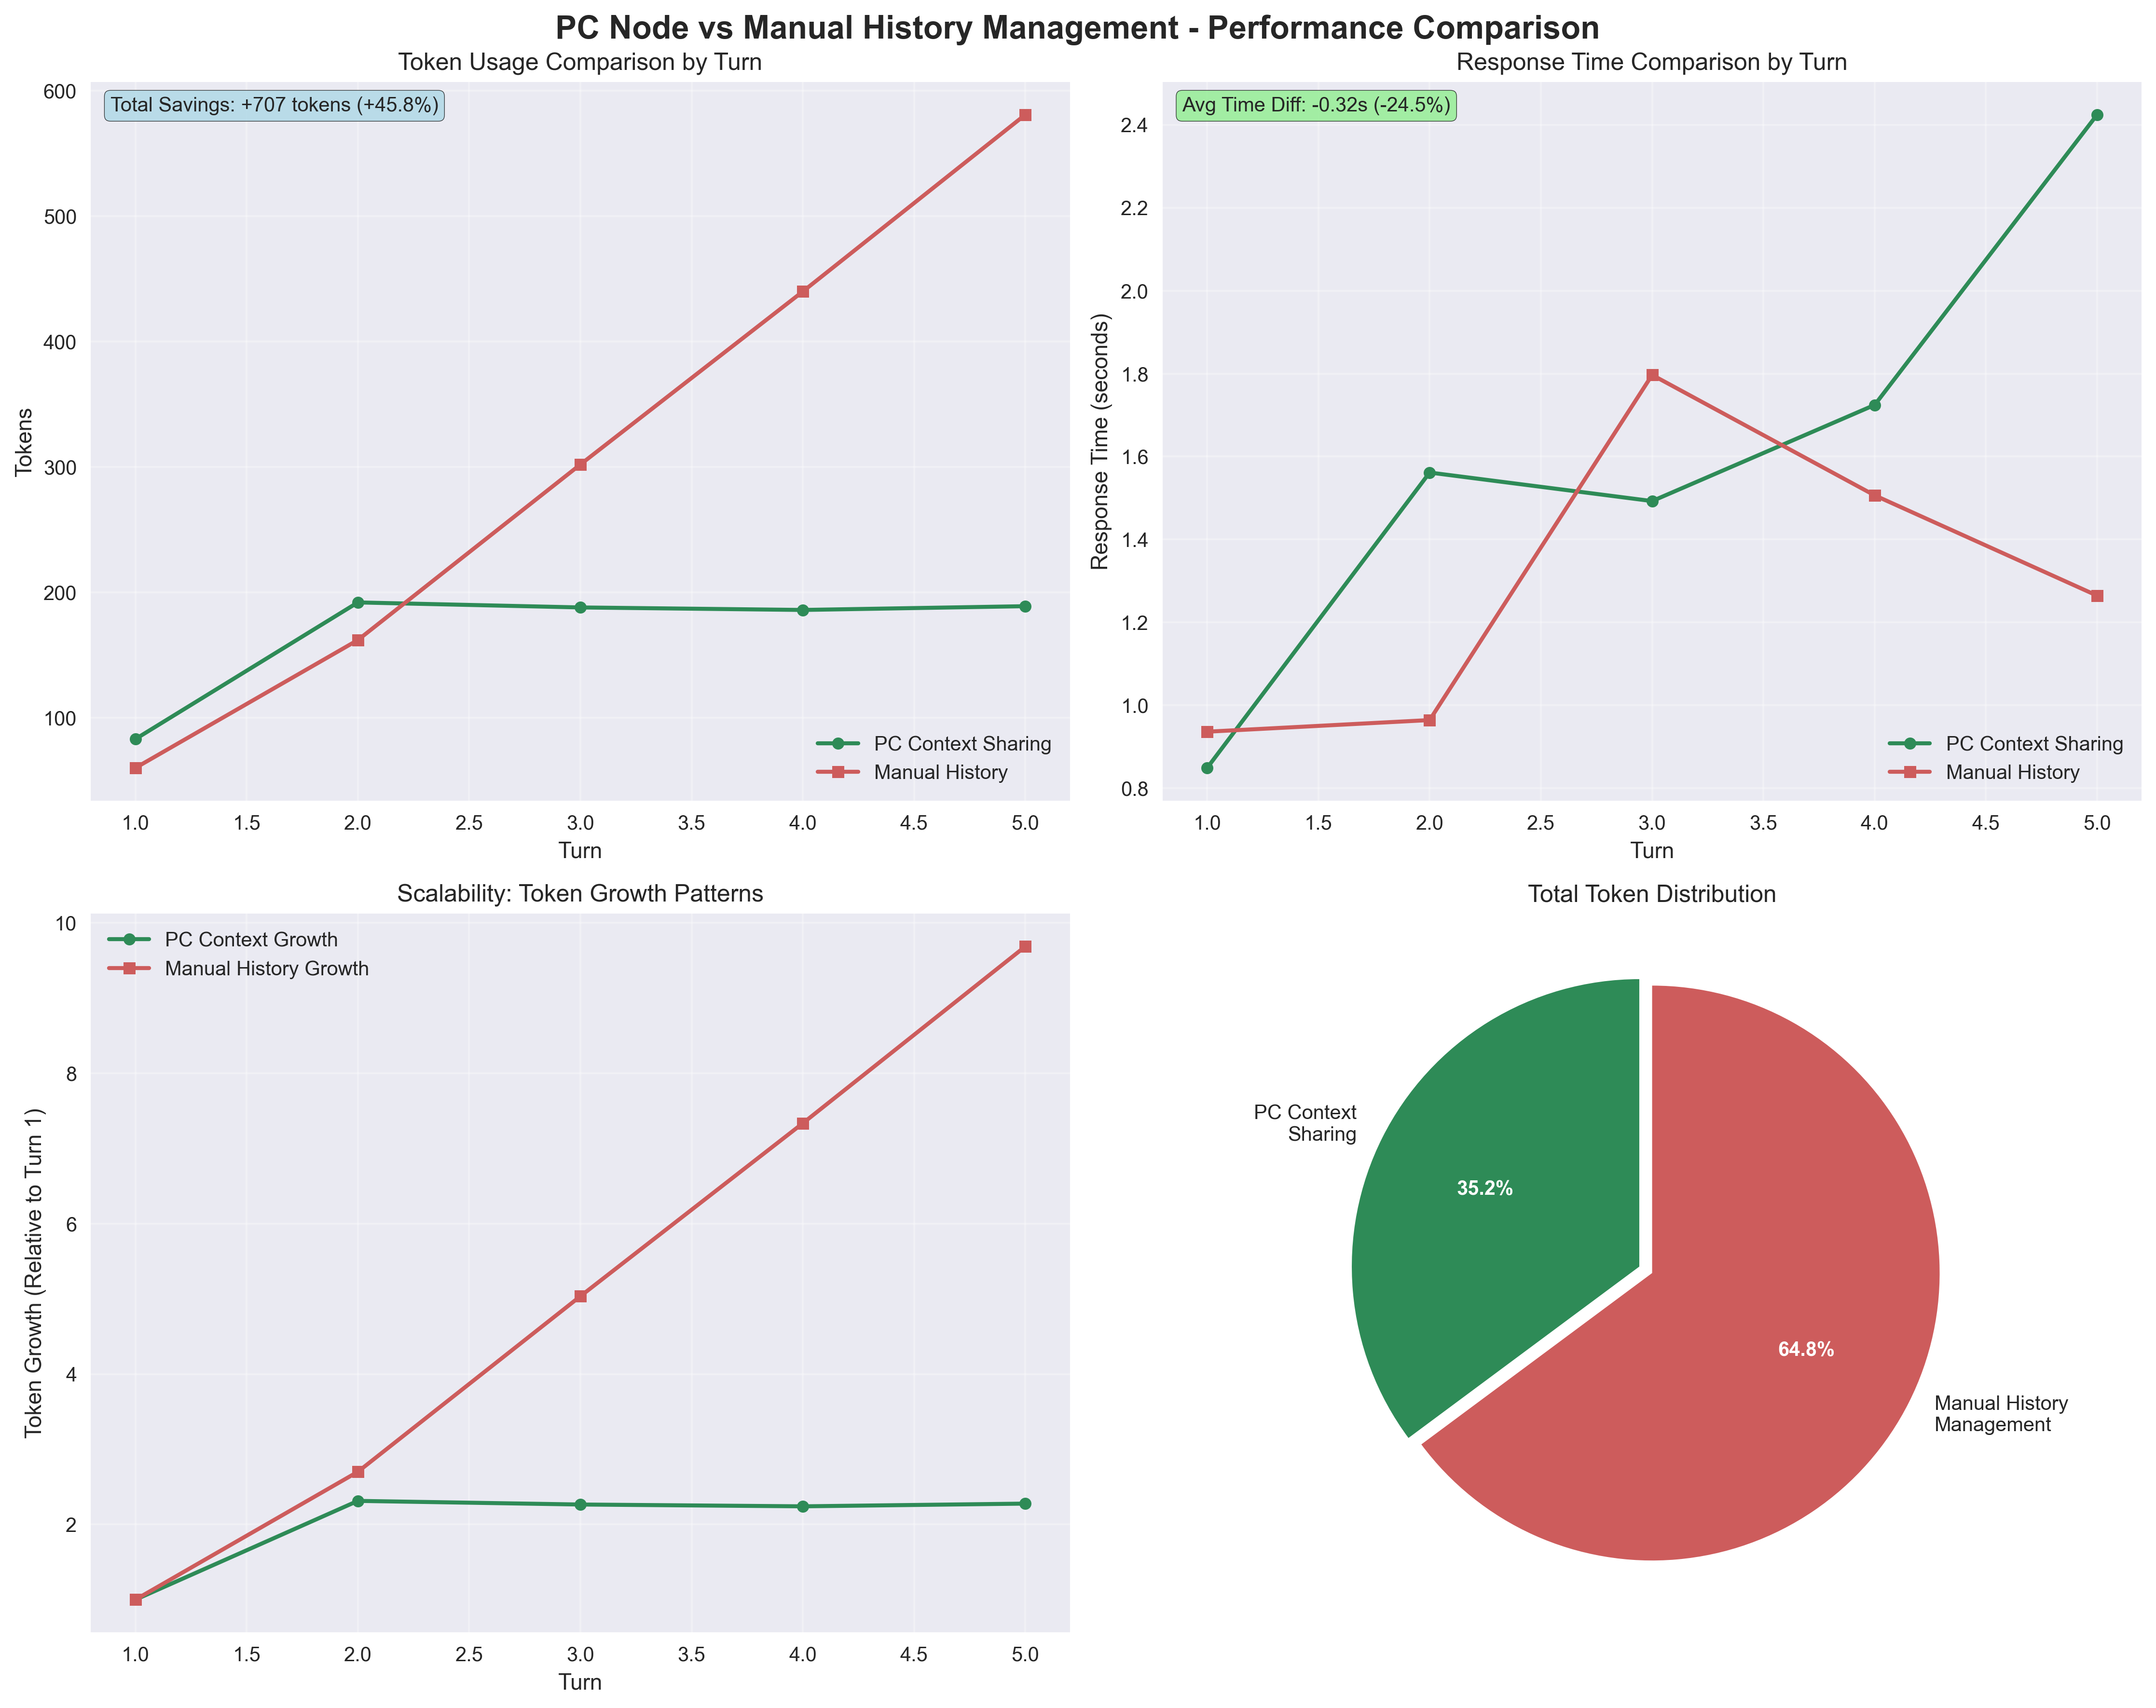 PC Node vs Manual History Management - Performance Comparison
Token Usage Comparison by Turn
Total Savings: +707 tokens (+45.8%)
Tokens
600
500
400
300
200
100
PC Context Sharing
Manual History
1.0 1.5 2.0 2.5 3.0 3.5 4.0 4.5 5.0
Turn
Response Time Comparison by Turn
Avg Time Diff: -0.32s (-24.5%)
Response Time (seconds)
2.4
2.2
2.0
1.8
1.6
1.4
1.2
1.0
0.8
PC Context Sharing
Manual History
1.0 1.5 2.0 2.5 3.0 3.5 4.0 4.5 5.0
Turn
Scalability: Token Growth Patterns
PC Context Growth
Manual History Growth
Token Growth (Relative to Turn 1)
10
8
6
4
2
1.0 1.5 2.0 2.5 3.0 3.5 4.0 4.5 5.0
Turn
Total Token Distribution
PC Context
Sharing
35.2%
64.8%
Manual History
Management